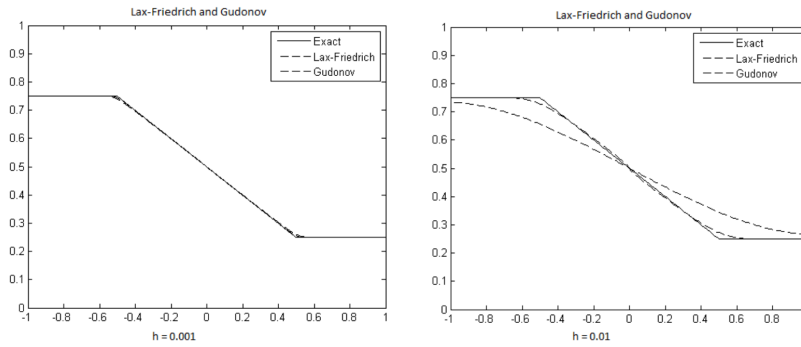 Lax-Friedrich and Gudonov
1
0.9
0.8
0.7
0.6
0.5
0.4
0.3
0.2
0.1
0
-1 -0.8 -0.6 -0.4 -0.2 0 0.2 0.4 0.6 0.8 1
Exact
Lax-Friedrich
Gudonov
h = 0.001
Lax-Friedrich and Gudonov
1
0.9
0.8
0.7
0.6
0.5
0.4
0.3
0.2
0.1
0
-1 -0.8 -0.6 -0.4 -0.2 0 0.2 0.4 0.6 0.8
Exact
Lax-Friedrich
Gudonov
h = 0.01